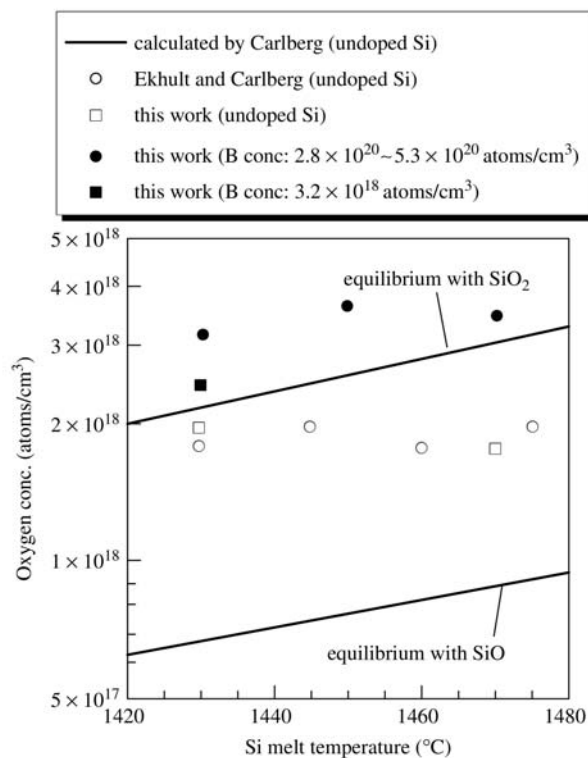 calculated by Carlberg (undoped Si)
Ekhult and Carlberg (undoped Si)
this work (undoped Si)
this work (B conc: 2.8 × 10²⁰~5.3 × 10²⁰ atoms/cm³)
this work (B conc: 3.2 × 10¹⁸ atoms/cm³)
5 × 10¹⁸
4 × 10¹⁸
3 × 10¹⁸
2 × 10¹⁸
1 × 10¹⁸
5 × 10¹⁷
Oxygen conc. (atoms/cm³)
equilibrium with SiO₂
equilibrium with SiO
1420
1440
1460
1480
Si melt temperature (°C)